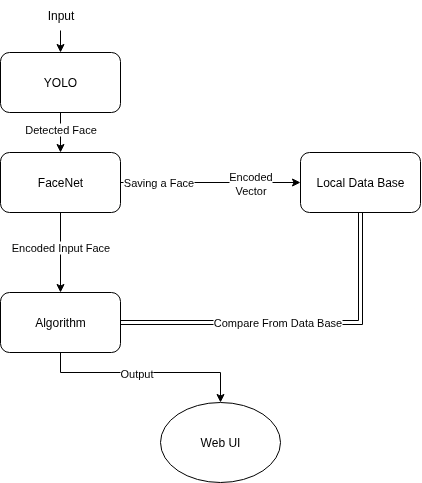 Input
YOLO
Detected Face
FaceNet
Saving a Face
Encoded
Vector
Local Data Base
Encoded Input Face
Algorithm
Compare From Data Base
Output
Web UI